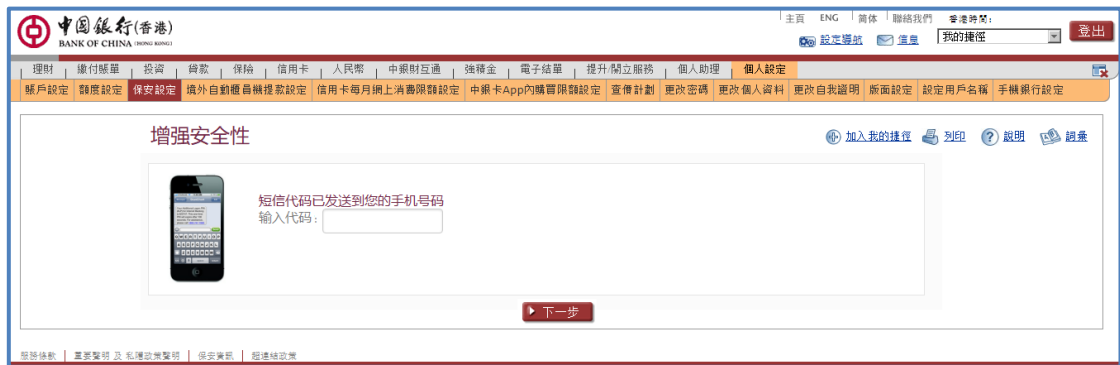 中国銀行(香港)
BANK OF CHINA (HONG KONG)
主頁 ENG 简体 聯絡我們 香港時間:
設定導航 信息 我的捷徑 登出
理財 繳付賬單 投資 貸款 保險 信用卡 人民幣 中銀財互通 強積金 電子結單 提升/開立服務 個人助理 個人設定
賬戶設定 額度設定 保安設定 境外自動櫃員機提款設定 信用卡每月網上消費限額設定 中銀卡App內購買限額設定 查價計劃 更改密碼 更改個人資料 更改自我證明 版面設定 設定用戶名稱 手機銀行設定
增强安全性
加入我的捷徑 列印 說明 詞彙
短信代码已发送到您的手机号码
输入代码:
下一步
服務條款 重要聲明 及 私隱政策聲明 保安資訊 超連結政策